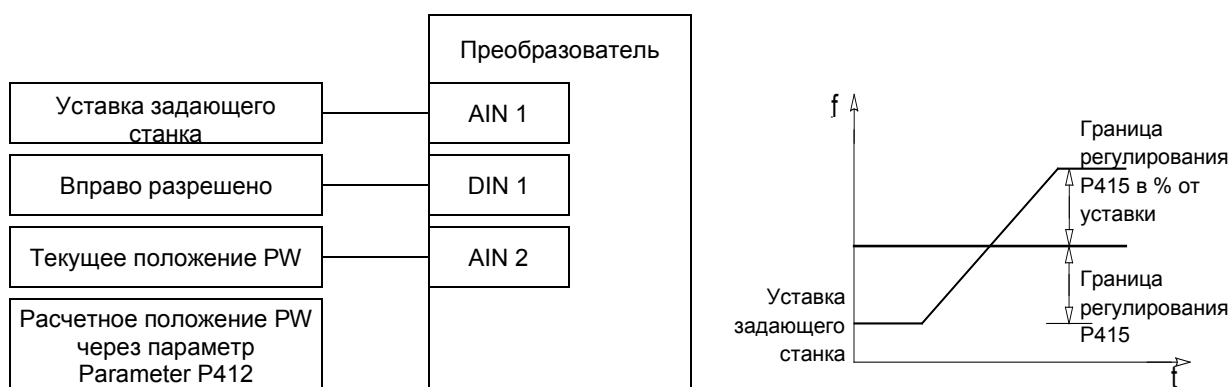 Преобразователь
Уставка задающего
станка
AIN 1
Вправо разрешено
DIN 1
Текущее положение PW
AIN 2
Расчетное положение PW
через параметр
Parameter P412
f
Граница
регулирования
P415 в % от
уставки
Граница
регулирования
P415
Уставка
задающего
станка
f